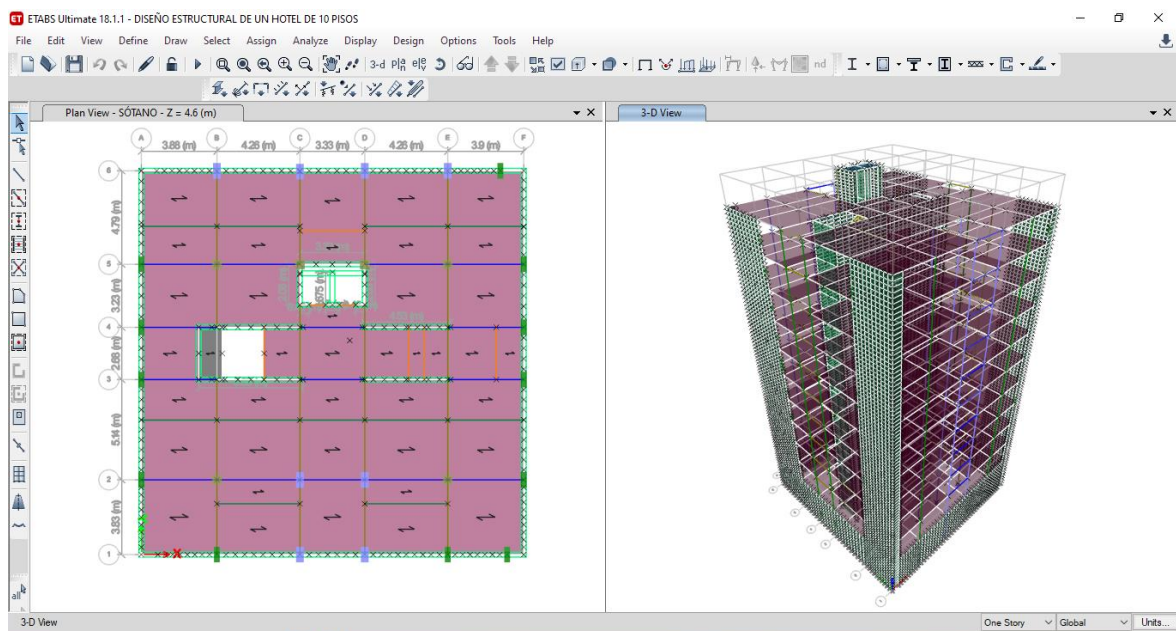 ETABS Ultimate 18.1.1 - DISEÑO ESTRUCTURAL DE UN HOTEL DE 10 PISOS
File Edit View Define Draw Select Assign Analyze Display Design Options Tools Help
3-d
nd
Plan View - SÓTANO - Z = 4.6 (m)
3-D View
A B C D E F
3.88 (m) 4.26 (m) 3.33 (m) 4.26 (m) 3.9 (m)
6
4.79 (m)
5
3.23 (m)
4
2.68 (m)
3
5.14 (m)
2
3.83 (m)
1
X
all
3-D View
One Story
Global
Units...